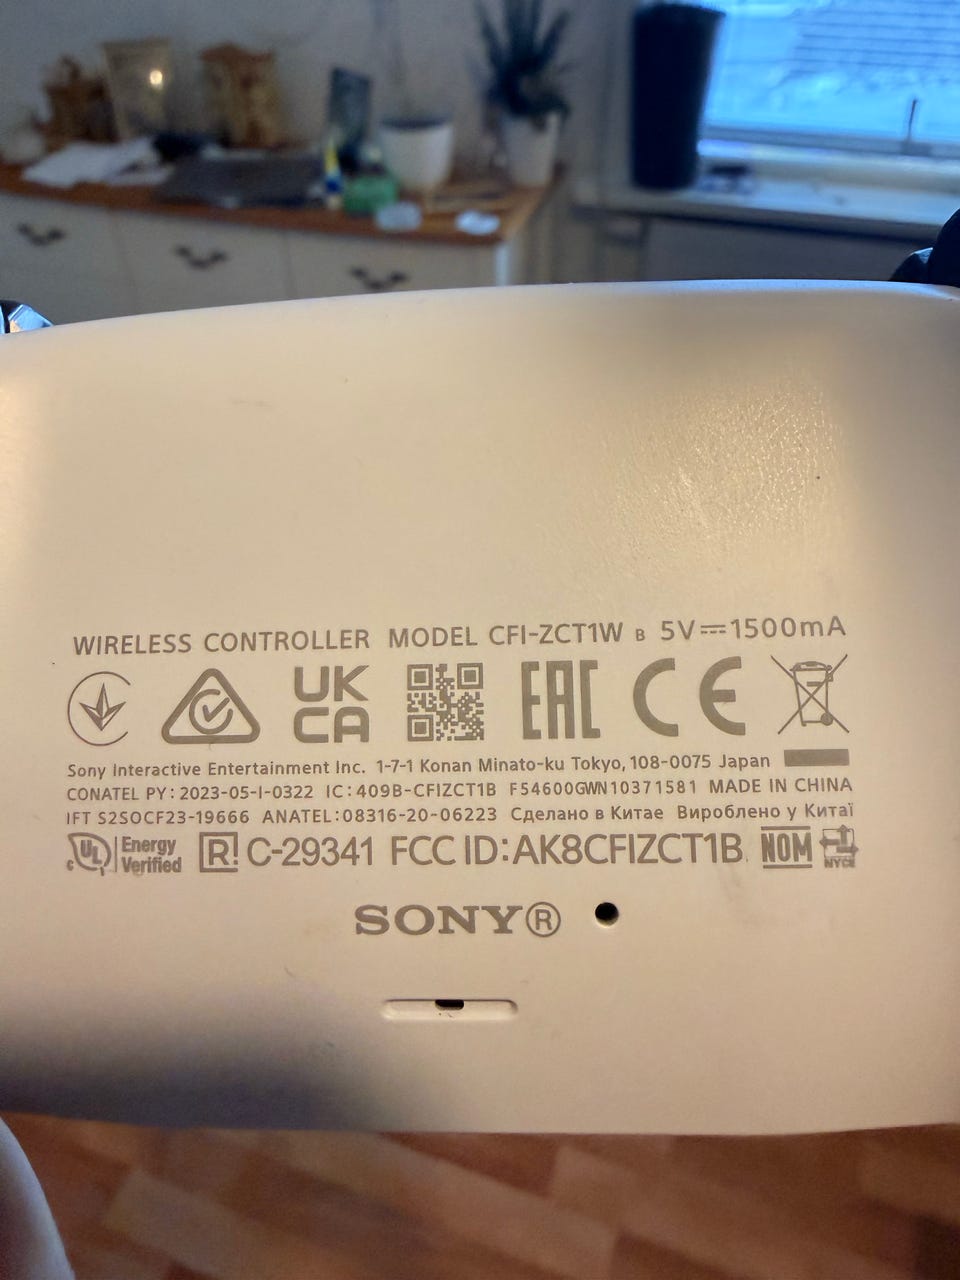 WIRELESS CONTROLLER MODEL CFI-ZCT1W B 5V⎓1500mA
UK
CA
EAC
CE
Sony Interactive Entertainment Inc. 1-7-1 Konan Minato-ku Tokyo, 108-0075 Japan
CONATEL PY: 2023-05-I-0322 IC: 409B-CFIZCT1B F54600GWN10371581 MADE IN CHINA
IFT S2SOCF23-19666 ANATEL: 08316-20-06223 Сделано в Китае Вироблено у Китаї
c UL Energy Verified R! C-29341 FCC ID: AK8CFIZCT1B NOM NYCE
SONY®